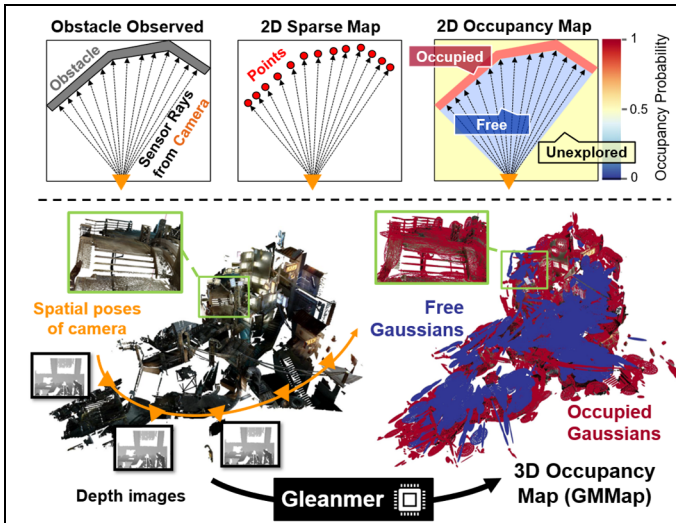 Obstacle Observed
Obstacle
Sensor Rays
from Camera
2D Sparse Map
Points
2D Occupancy Map
Occupied
Free
Unexplored
1
0.5
0
Occupancy Probability
Spatial poses
of camera
Depth images
Free
Gaussians
Occupied
Gaussians
Gleanmer
3D Occupancy
Map (GMMap)